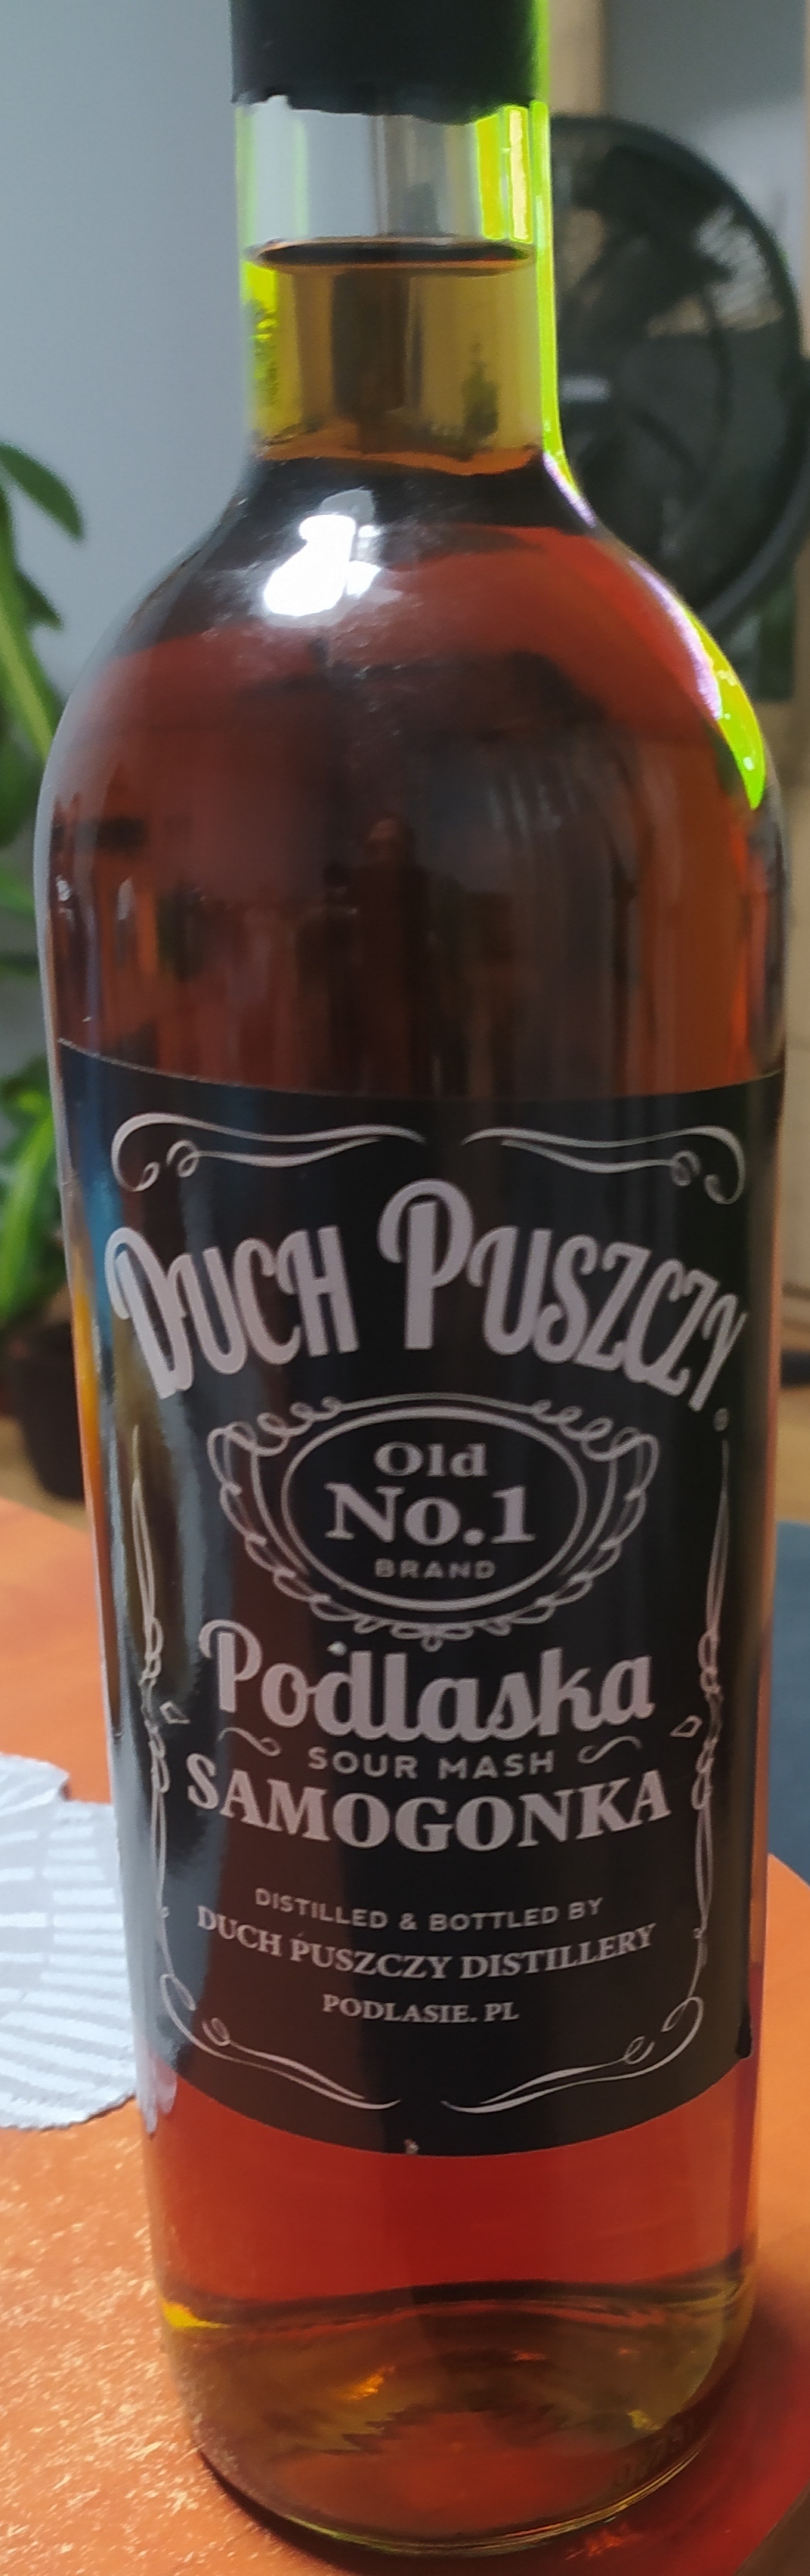 DUCH PUSZCZY
Old
No.1
BRAND
Podlaska
SOUR MASH
SAMOGONKA
DISTILLED & BOTTLED BY
DUCH PUSZCZY DISTILLERY
PODLASIE. PL